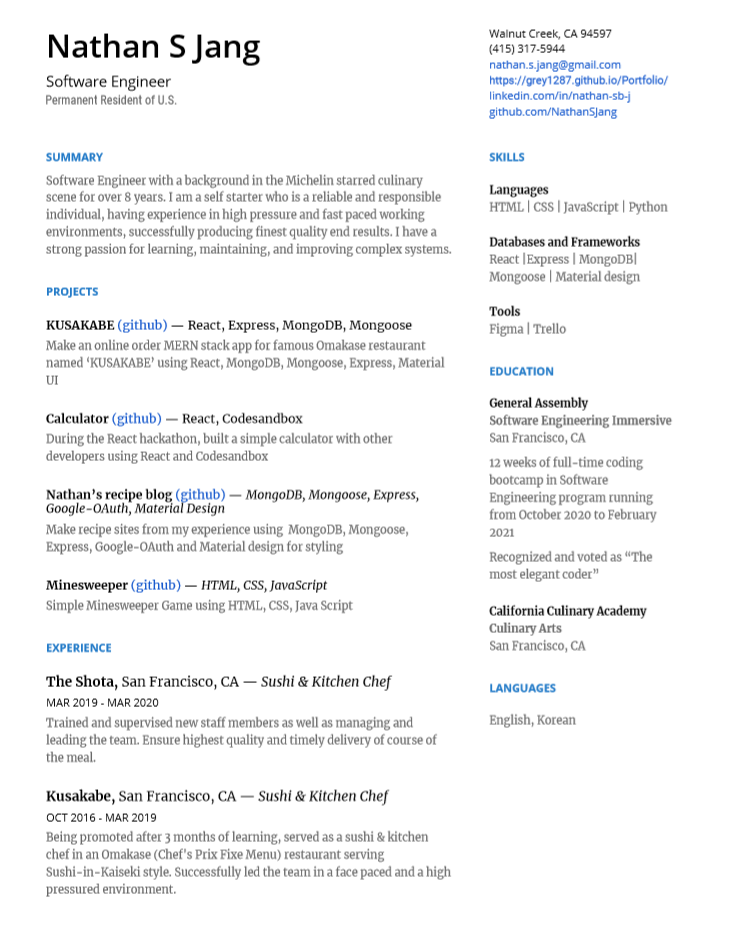 Nathan S Jang
Software Engineer
Permanent Resident of U.S.
Walnut Creek, CA 94597
(415) 317-5944
nathan.s.jang@gmail.com
https://grey1287.github.io/Portfolio/
linkedin.com/in/nathan-sb-j
github.com/NathanSJang
SUMMARY
Software Engineer with a background in the Michelin starred culinary
scene for over 8 years. I am a self starter who is a reliable and responsible
individual, having experience in high pressure and fast paced working
environments, successfully producing finest quality end results. I have a
strong passion for learning, maintaining, and improving complex systems.
PROJECTS
KUSAKABE (github) — React, Express, MongoDB, Mongoose
Make an online order MERN stack app for famous Omakase restaurant
named ‘KUSAKABE’ using React, MongoDB, Mongoose, Express, Material
UI
Calculator (github) — React, Codesandbox
During the React hackathon, built a simple calculator with other
developers using React and Codesandbox
Nathan’s recipe blog (github) — MongoDB, Mongoose, Express,
Google-OAuth, Material Design
Make recipe sites from my experience using  MongoDB, Mongoose,
Express, Google-OAuth and Material design for styling
Minesweeper (github) — HTML, CSS, JavaScript
Simple Minesweeper Game using HTML, CSS, Java Script
EXPERIENCE
The Shota, San Francisco, CA — Sushi & Kitchen Chef
MAR 2019 - MAR 2020
Trained and supervised new staff members as well as managing and
leading the team. Ensure highest quality and timely delivery of course of
the meal.
Kusakabe, San Francisco, CA — Sushi & Kitchen Chef
OCT 2016 - MAR 2019
Being promoted after 3 months of learning, served as a sushi & kitchen
chef in an Omakase (Chef's Prix Fixe Menu) restaurant serving
Sushi-in-Kaiseki style. Successfully led the team in a face paced and a high
pressured environment.
SKILLS
Languages
HTML | CSS | JavaScript | Python
Databases and Frameworks
React |Express | MongoDB|
Mongoose | Material design
Tools
Figma | Trello
EDUCATION
General Assembly
Software Engineering Immersive
San Francisco, CA
12 weeks of full-time coding
bootcamp in Software
Engineering program running
from October 2020 to February
2021
Recognized and voted as “The
most elegant coder”
California Culinary Academy
Culinary Arts
San Francisco, CA
LANGUAGES
English, Korean